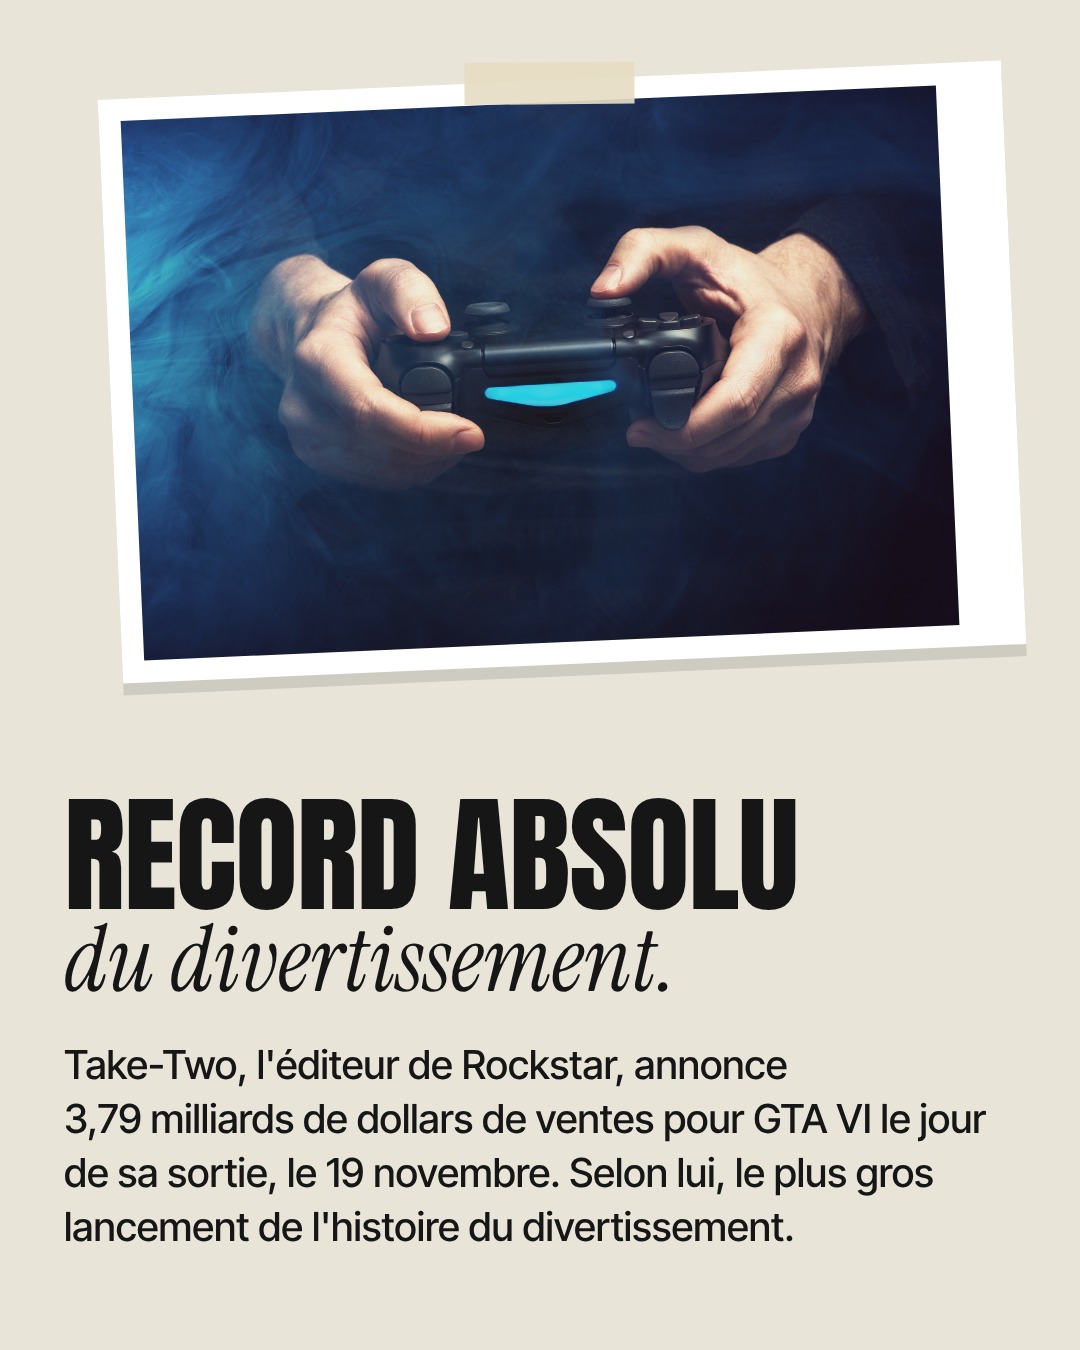 RECORD ABSOLU
du divertissement.
Take-Two, l'éditeur de Rockstar, annonce
3,79 milliards de dollars de ventes pour GTA VI le jour
de sa sortie, le 19 novembre. Selon lui, le plus gros
lancement de l'histoire du divertissement.